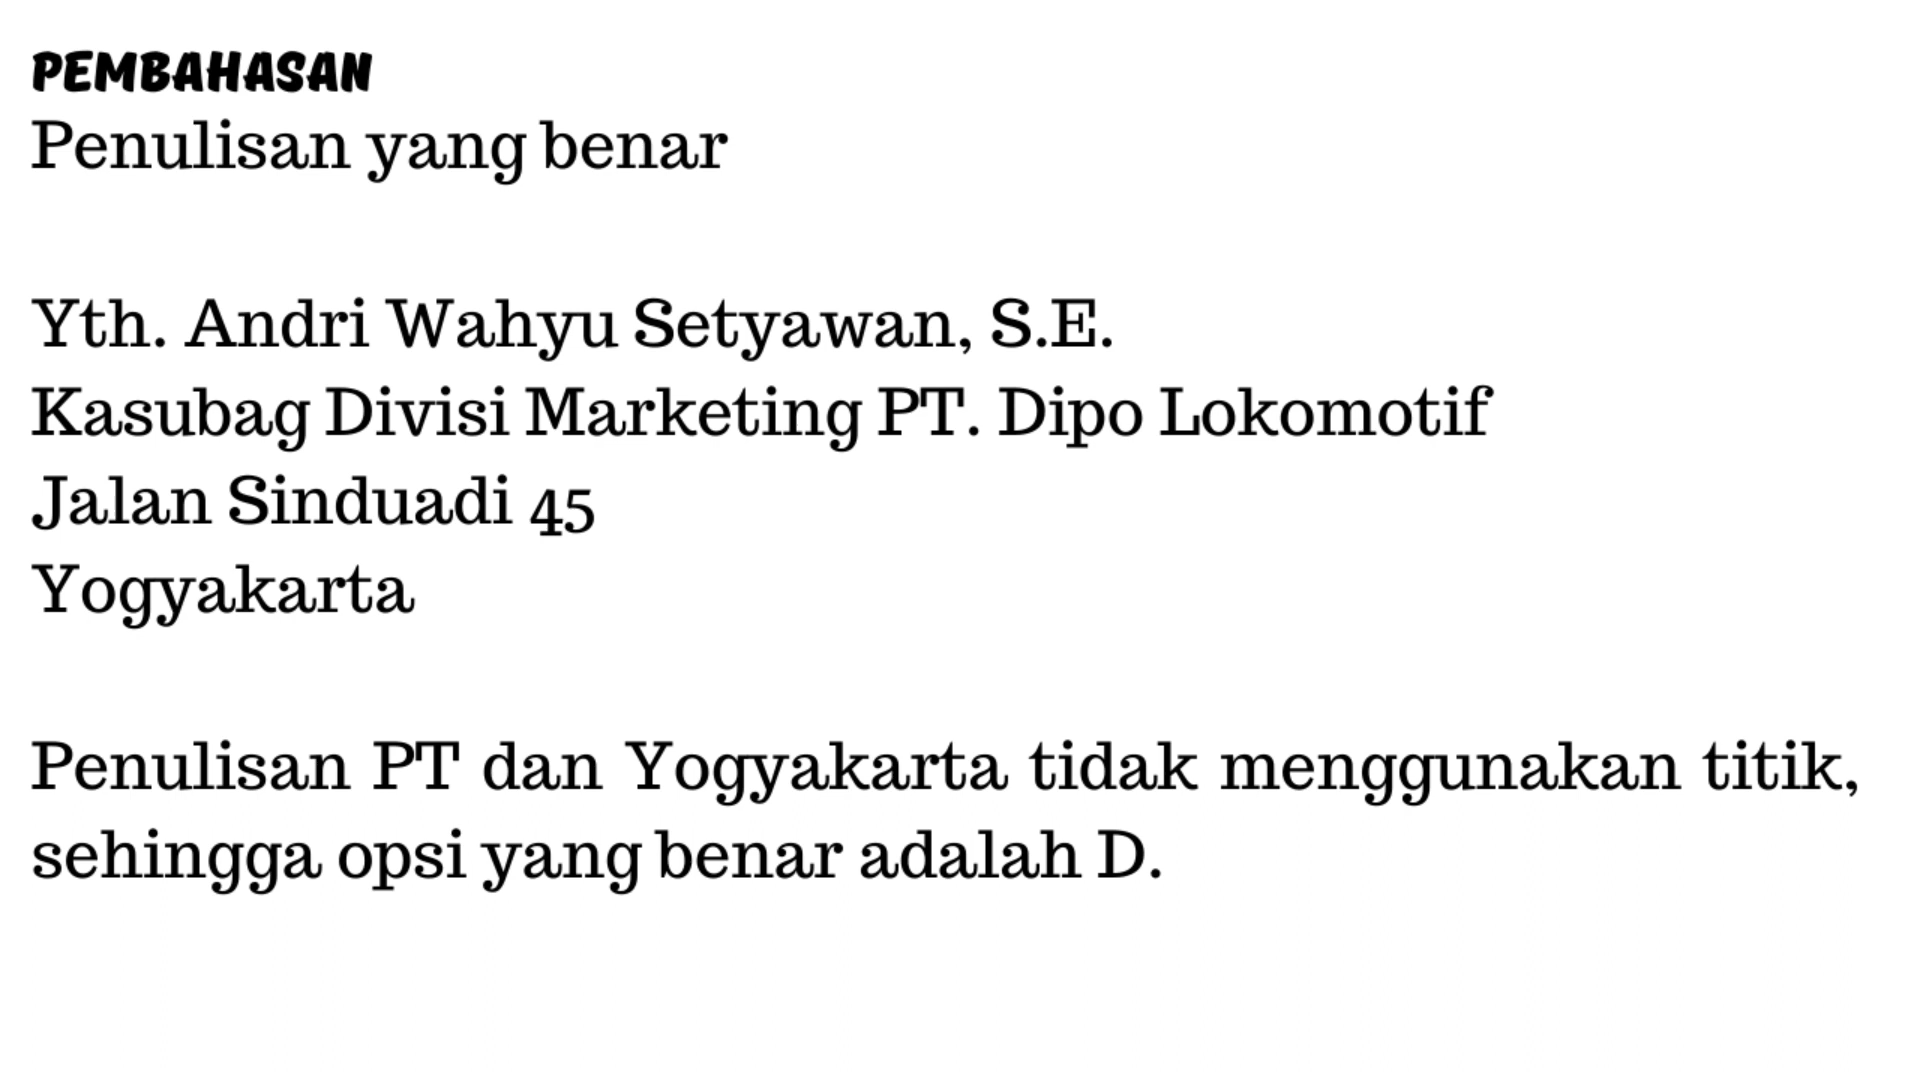 PEMBAHASAN
Penulisan yang benar
Yth. Andri Wahyu Setyawan, S.E.
Kasubag Divisi Marketing PT. Dipo Lokomotif
Jalan Sinduadi 45
Yogyakarta
Penulisan PT dan Yogyakarta tidak menggunakan titik,
sehingga opsi yang benar adalah D.